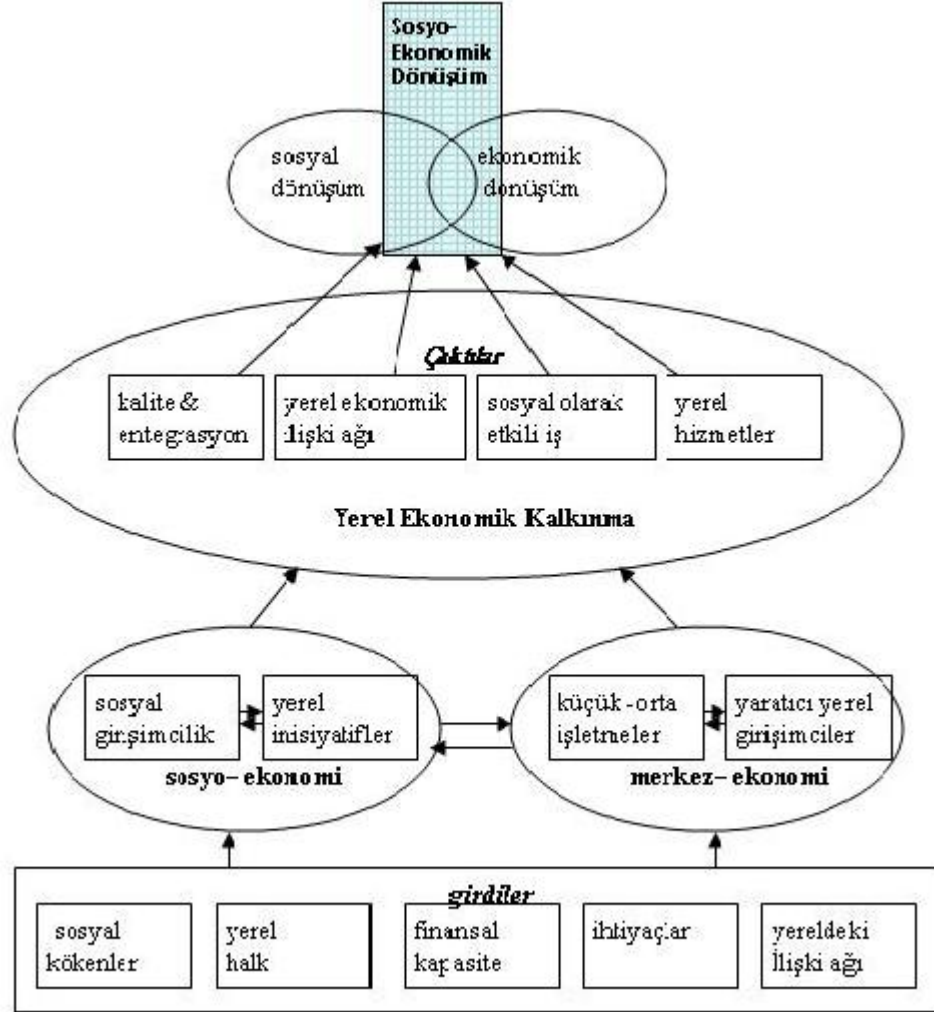 Sosyo-
Ekonomik
Dönüşüm
sosyal
dönüşüm
ekonomik
dönüşüm
Çıktılar
kalite &
entegrasyon
yerel ekonomik
ilişki ağı
sosyal olarak
etkili iş
yerel
hizmetler
Yerel Ekonomik Kalkınma
sosyal
girişimcilik
yerel
inisiyatifler
sosyo-ekonomi
küçük-orta
işletmeler
yaratıcı yerel
girişimciler
merkez-ekonomi
girdiler
sosyal
kökenler
yerel
halk
finansal
kapasite
ihtiyaçlar
yereldeki
İlişki ağı